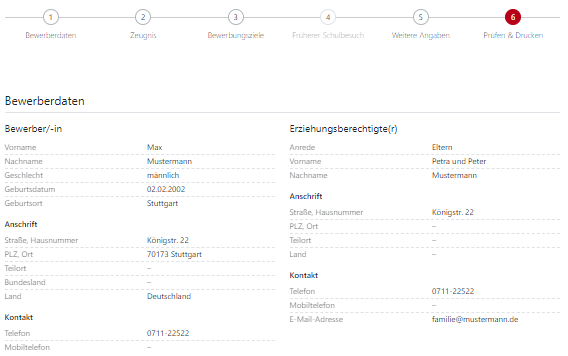 1 2 3 4 5 6
Bewerberdaten Zeugnis Bewerbungsziele Früherer Schulbesuch Weitere Angaben Prüfen & Drucken
Bewerberdaten
Bewerber/-in
Vorname Max
Nachname Mustermann
Geschlecht männlich
Geburtsdatum 02.02.2002
Geburtsort Stuttgart
Anschrift
Straße, Hausnummer Königstr. 22
PLZ, Ort 70173 Stuttgart
Teilort –
Bundesland –
Land Deutschland
Kontakt
Telefon 0711-22522
Mobiltelefon –
Erziehungsberechtigte(r)
Anrede Eltern
Vorname Petra und Peter
Nachname Mustermann
Anschrift
Straße, Hausnummer Königstr. 22
PLZ, Ort –
Teilort –
Land –
Kontakt
Telefon 0711-22522
Mobiltelefon –
E-Mail-Adresse familie@mustermann.de